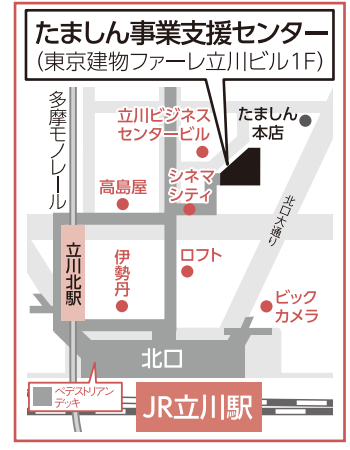 たましん事業支援センター
(東京建物ファーレ立川ビル1F)
多摩モノレール
立川ビジネス
センタービル
たましん
本店
シネマ
シティ
高島屋
北口大通り
立川北駅
伊勢丹
ロフト
ビック
カメラ
北口
ペデストリアン
デッキ
JR立川駅